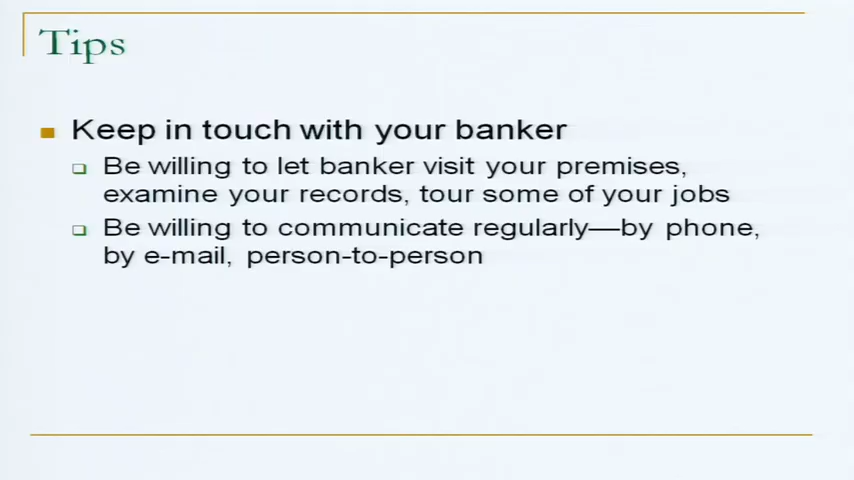 Tips
Keep in touch with your banker
Be willing to let banker visit your premises,
examine your records, tour some of your jobs
Be willing to communicate regularly—by phone,
by e-mail, person-to-person